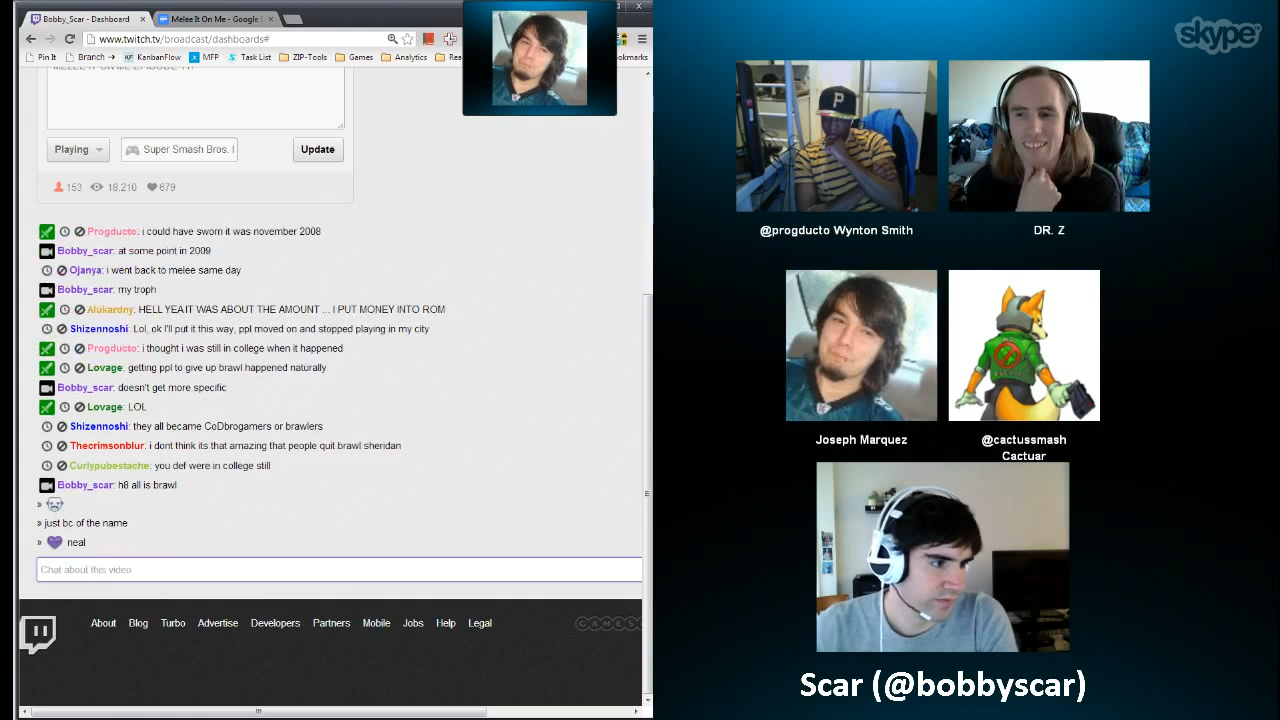 Bobby_Scar - Dashboard
Melee It On Me - Google
www.twitch.tv/broadcast/dashboards#
Pin It Branch KanbanFlow MFP Task List ZIP-Tools Games Analytics
Playing
Super Smash Bros.
Update
153 18,210 679
Progducto: i could have sworn it was november 2008
Bobby_scar: at some point in 2009
Ojanya: i went back to melee same day
Bobby_scar: my troph
Alukardny: HELL YEA IT WAS ABOUT THE AMOUNT ... I PUT MONEY INTO ROM
Shizennoshi: Lol, ok I'll put it this way, ppl moved on and stopped playing in my city
Progducto: i thought i was still in college when it happened
Lovage: getting ppl to give up brawl happened naturally
Bobby_scar: doesn't get more specific
Lovage: LOL
Shizennoshi: they all became CoDbrogamers or brawlers
Thecrimsonblur: i dont think its that amazing that people quit brawl sheridan
Curlypubestache: you def were in college still
Bobby_scar: h8 all is brawl
»
» just bc of the name
» neal
Chat about this video
About Blog Turbo Advertise Developers Partners Mobile Jobs Help Legal
GAMES
skype
P
@progducto Wynton Smith
DR. Z
NO
Joseph Marquez
@cactussmash
Cactuar
Scar (@bobbyscar)